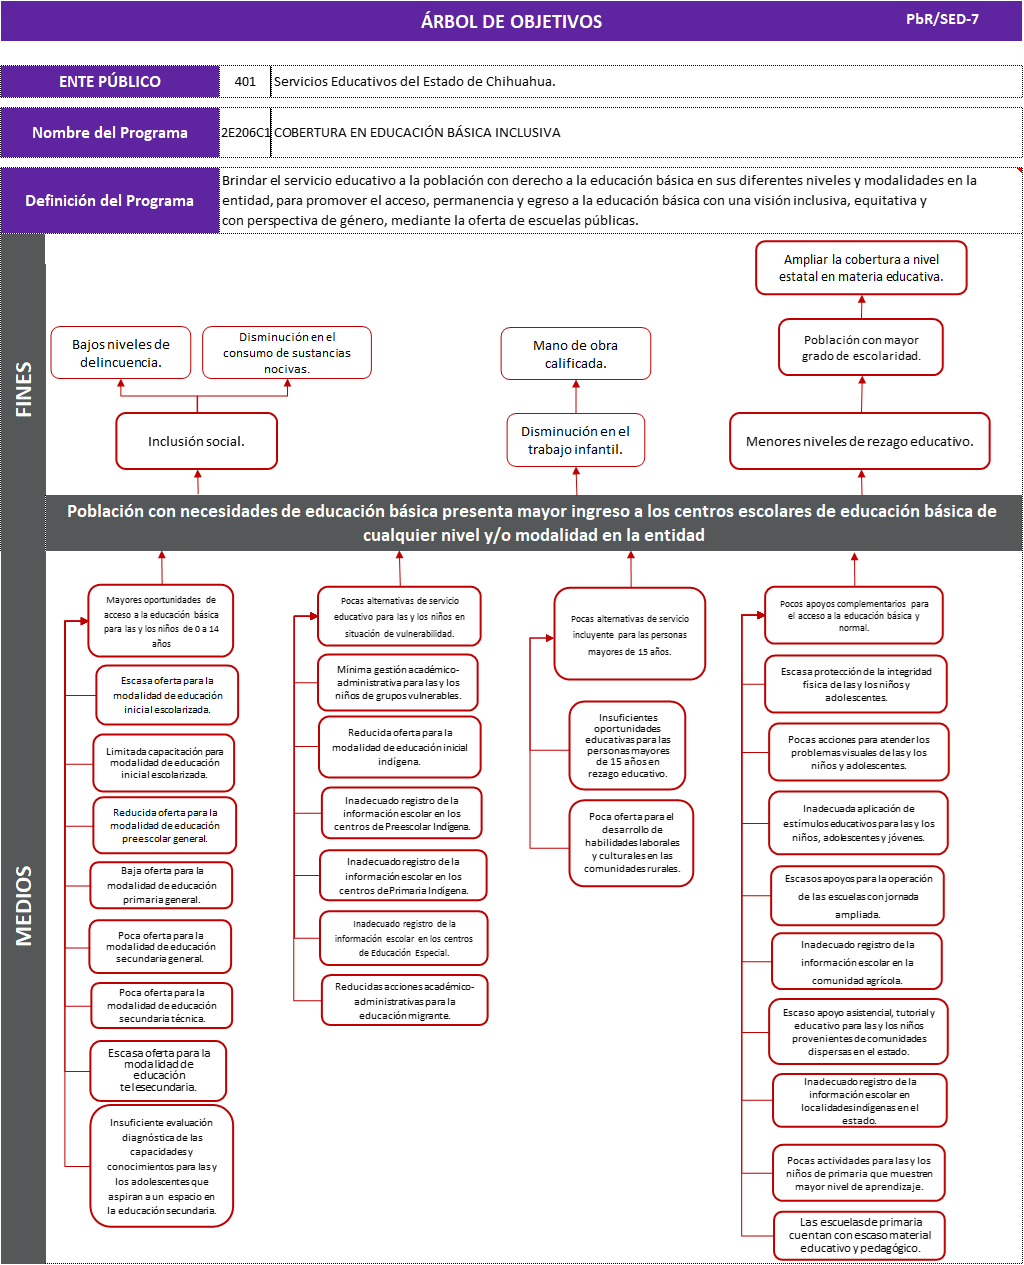 ÁRBOL DE OBJETIVOS
PbR/SED-7
ENTE PÚBLICO
401
Servicios Educativos del Estado de Chihuahua.
Nombre del Programa
2E206C1
COBERTURA EN EDUCACIÓN BÁSICA INCLUSIVA
Definición del Programa
Brindar el servicio educativo a la población con derecho a la educación básica en sus diferentes niveles y modalidades en la
entidad, para promover el acceso, permanencia y egreso a la educación básica con una visión inclusiva, equitativa y
con perspectiva de género, mediante la oferta de escuelas públicas.
FINES
Ampliar la cobertura a nivel
estatal en materia educativa.
Bajos niveles de
delincuencia.
Disminución en el
consumo de sustancias
nocivas.
Mano de obra
calificada.
Población con mayor
grado de escolaridad.
Inclusión social.
Disminución en el
trabajo infantil.
Menores niveles de rezago educativo.
Población con necesidades de educación básica presenta mayor ingreso a los centros escolares de educación básica de
cualquier nivel y/o modalidad en la entidad
MEDIOS
Mayores oportunidades de
acceso a la educación básica
para las y los niños de 0 a 14
años
Escasa oferta para la
modalidad de educación
inicial escolarizada.
Limitada capacitación para
modalidad de educación
inicial escolarizada.
Reducida oferta para la
modalidad de educación
preescolar general.
Baja oferta para la
modalidad de educación
primaria general.
Poca oferta para la
modalidad de educación
secundaria general.
Poca oferta para la
modalidad de educación
secundaria técnica.
Escasa oferta para la
modalidad de
educación
telesecundaria.
Insuficiente evaluación
diagnóstica de las
capacidades y
conocimientos para las y
los adolescentes que
aspiran a un espacio en
la educación secundaria.
Pocas alternativas de servicio
educativo para las y los niños en
situación de vulnerabilidad.
Mínima gestión académico-
administrativa para las y los
niños de grupos vulnerables.
Reducida oferta para la
modalidad de educación inicial
indígena.
Inadecuado registro de la
información escolar en los
centros de Preescolar Indígena.
Inadecuado registro de la
información escolar en los
centros de Primaria Indígena.
Inadecuado registro de la
información escolar en los centros
de Educación Especial.
Reducidas acciones académico-
administrativas para la
educación migrante.
Pocas alternativas de servicio
incluyente para las personas
mayores de 15 años.
Insuficientes
oportunidades
educativas para las
personas mayores
de 15 años en
rezago educativo.
Poca oferta para el
desarrollo de
habilidades laborales
y culturales en las
comunidades rurales.
Pocos apoyos complementarios para
el acceso a la educación básica y
normal.
Escasa protección de la integridad
física de las y los niños y
adolescentes.
Pocas acciones para atender los
problemas visuales de las y los
niños y adolescentes.
Inadecuada aplicación de
estímulos educativos para las y los
niños, adolescentes y jóvenes.
Escasos apoyos para la operación
de las escuelas con jornada
ampliada.
Inadecuado registro de la
información escolar en la
comunidad agrícola.
Escaso apoyo asistencial, tutorial y
educativo para las y los niños
provenientes de comunidades
dispersas en el estado.
Inadecuado registro de la
información escolar en
localidades indígenas en el
estado.
Pocas actividades para las y los
niños de primaria que muestren
mayor nivel de aprendizaje.
Las escuelas de primaria
cuentan con escaso material
educativo y pedagógico.